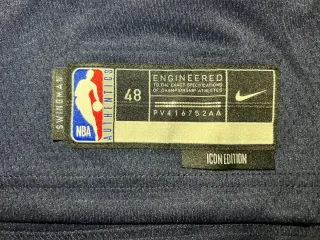 SWINGMAN
NBA
AUTHENTICS
48
ENGINEERED
TO THE EXACT SPECIFICATIONS
OF CHAMPIONSHIP ATHLETES
PV416752AA
ICON EDITION